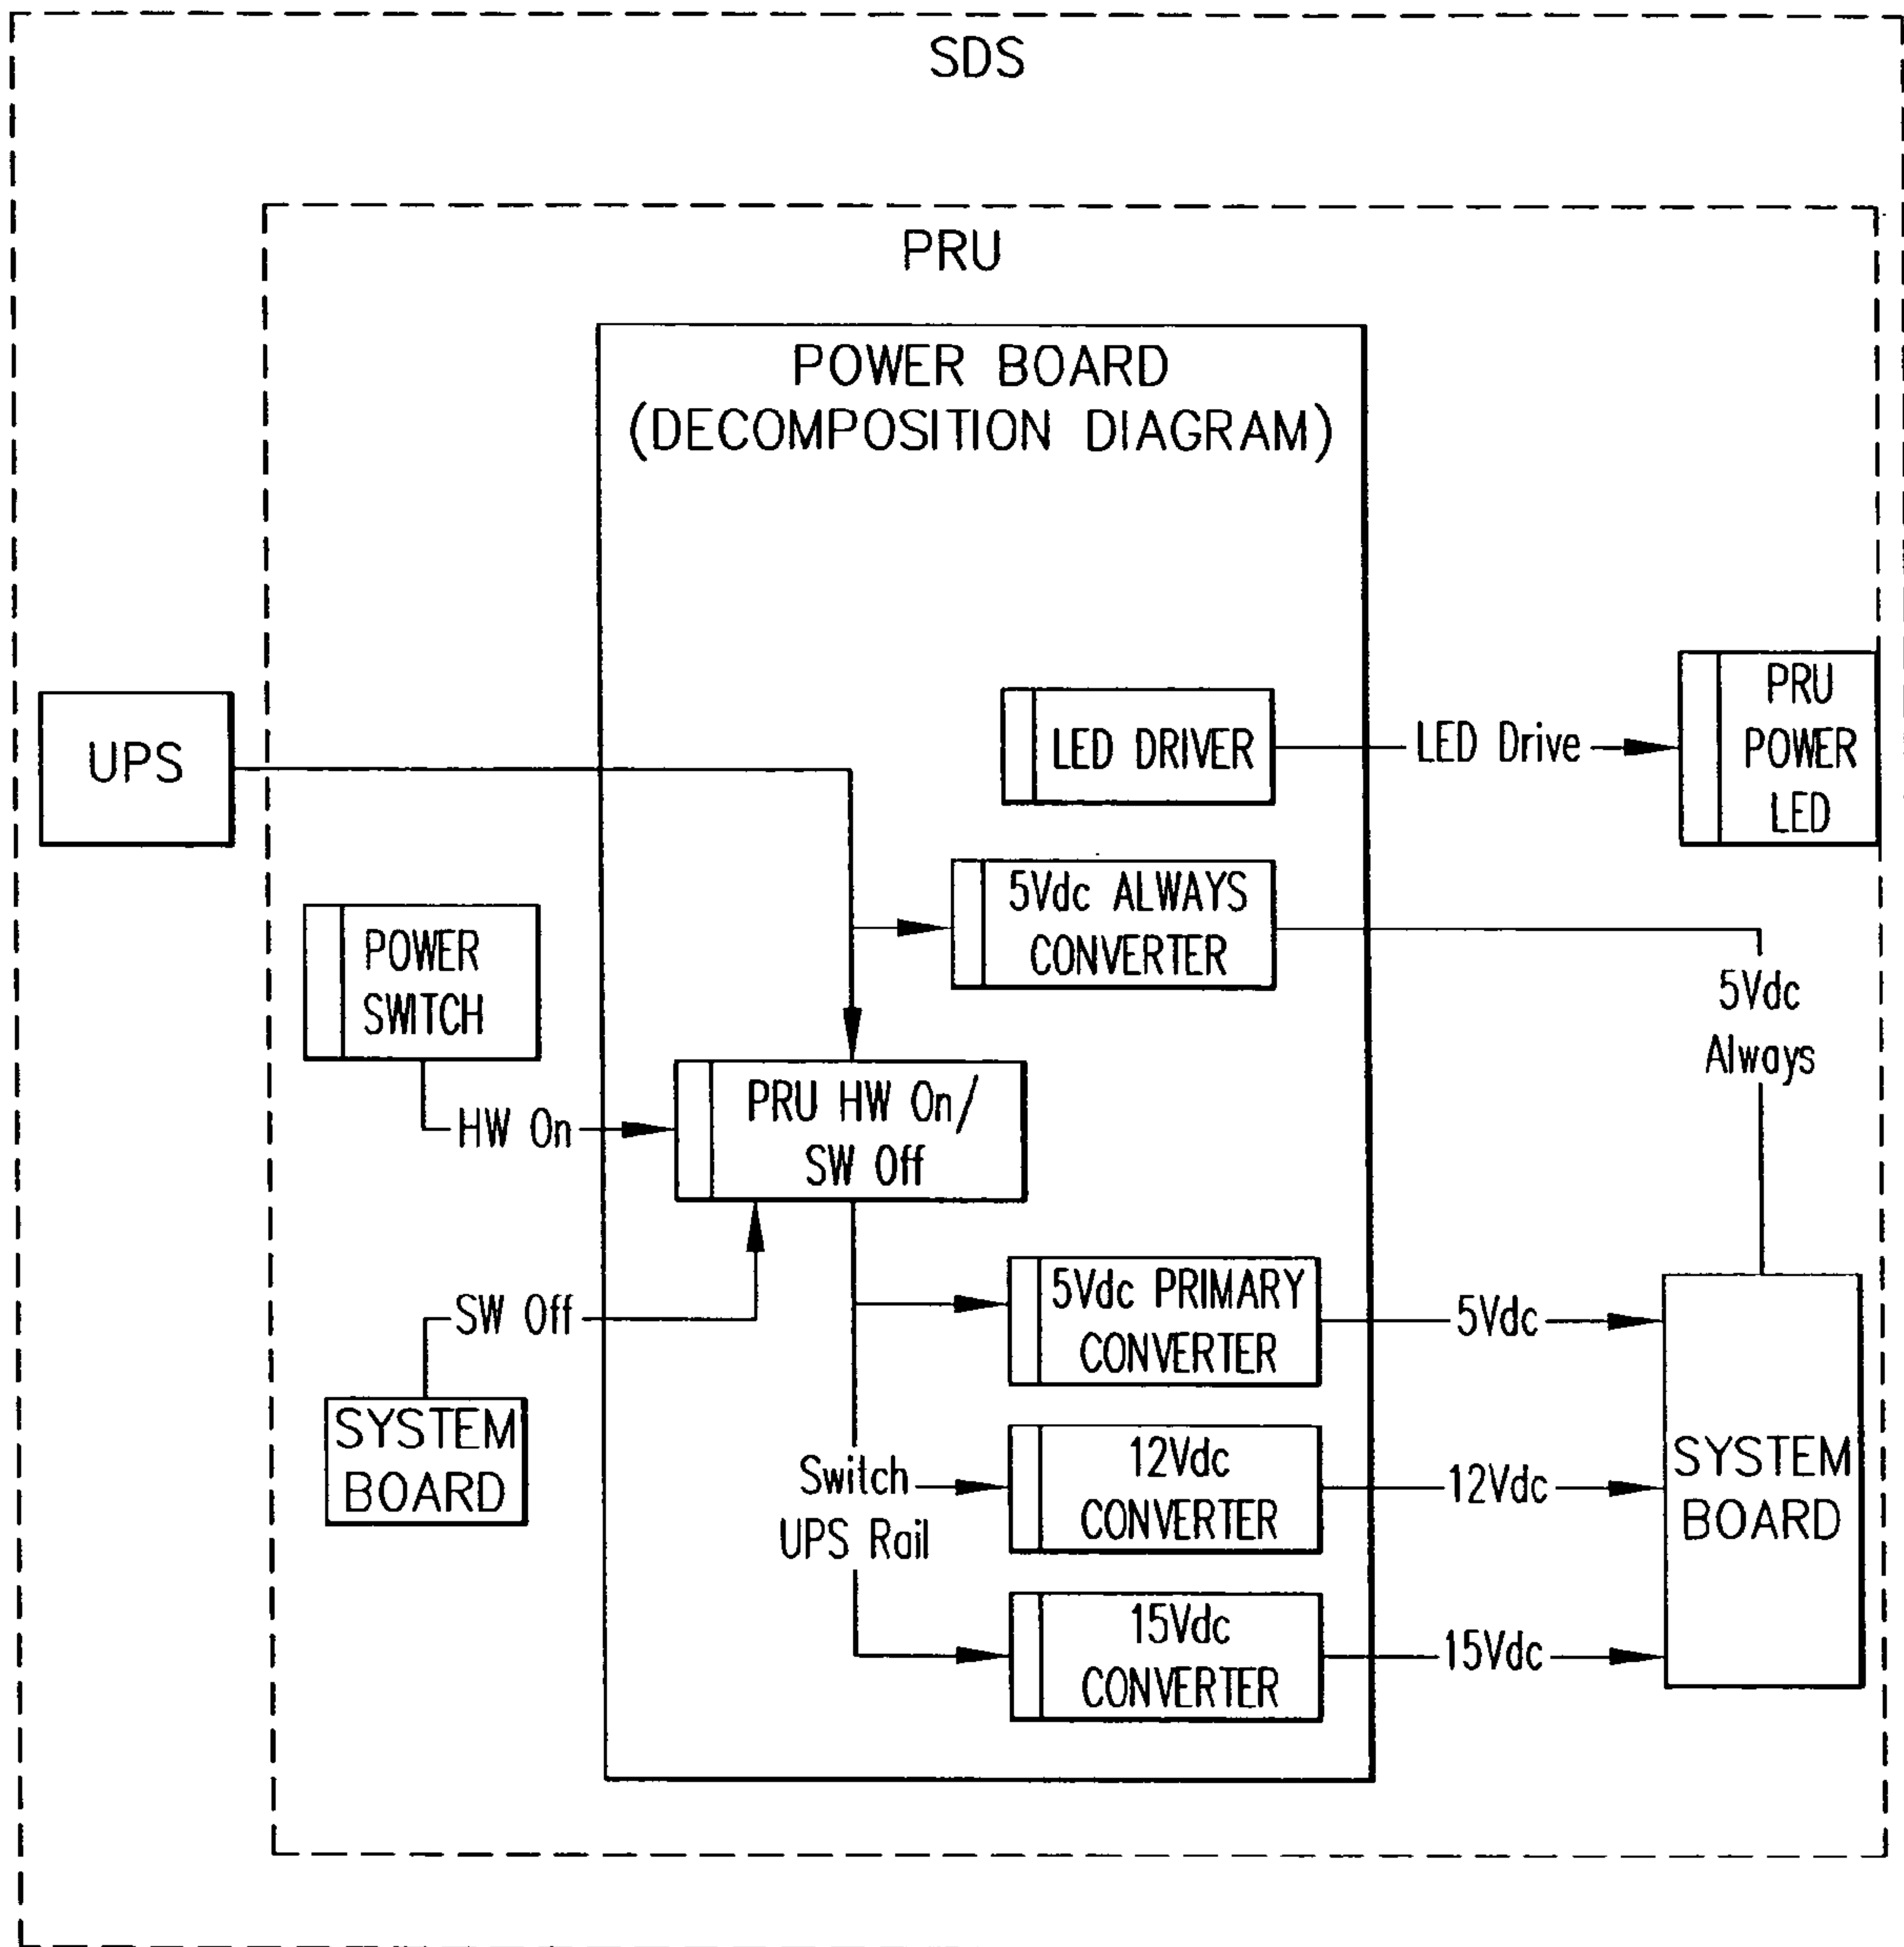 SDS
PRU
POWER BOARD
(DECOMPOSITION DIAGRAM)
UPS
LED DRIVER
LED Drive
PRU
POWER
LED
5Vdc ALWAYS
CONVERTER
5Vdc
Always
POWER
SWITCH
HW On
PRU HW On/
SW Off
SW Off
SYSTEM
BOARD
5Vdc PRIMARY
CONVERTER
5Vdc
Switch
UPS Rail
12Vdc
CONVERTER
12Vdc
15Vdc
CONVERTER
15Vdc
SYSTEM
BOARD